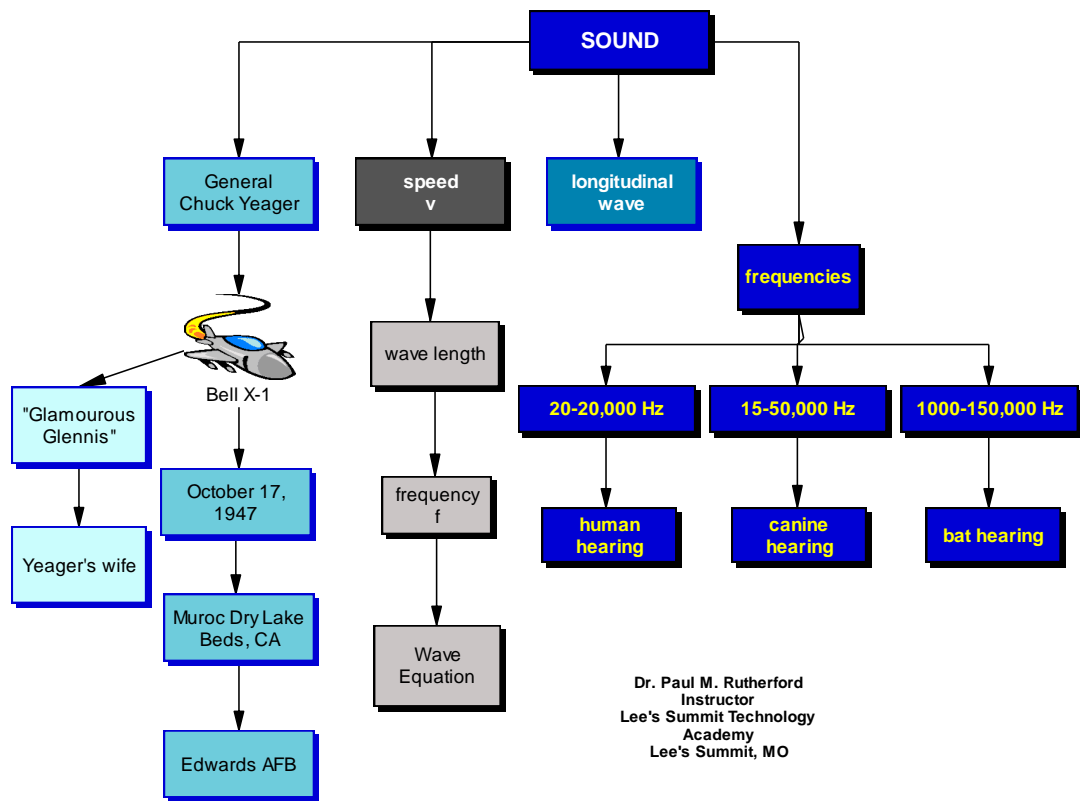 SOUND
General
Chuck Yeager
speed
v
longitudinal
wave
frequencies
wave length
Bell X-1
"Glamourous
Glennis"
20-20,000 Hz
15-50,000 Hz
1000-150,000 Hz
October 17,
1947
frequency
f
human
hearing
canine
hearing
bat hearing
Yeager's wife
Muroc Dry Lake
Beds, CA
Wave
Equation
Edwards AFB
Dr. Paul M. Rutherford
Instructor
Lee's Summit Technology
Academy
Lee's Summit, MO